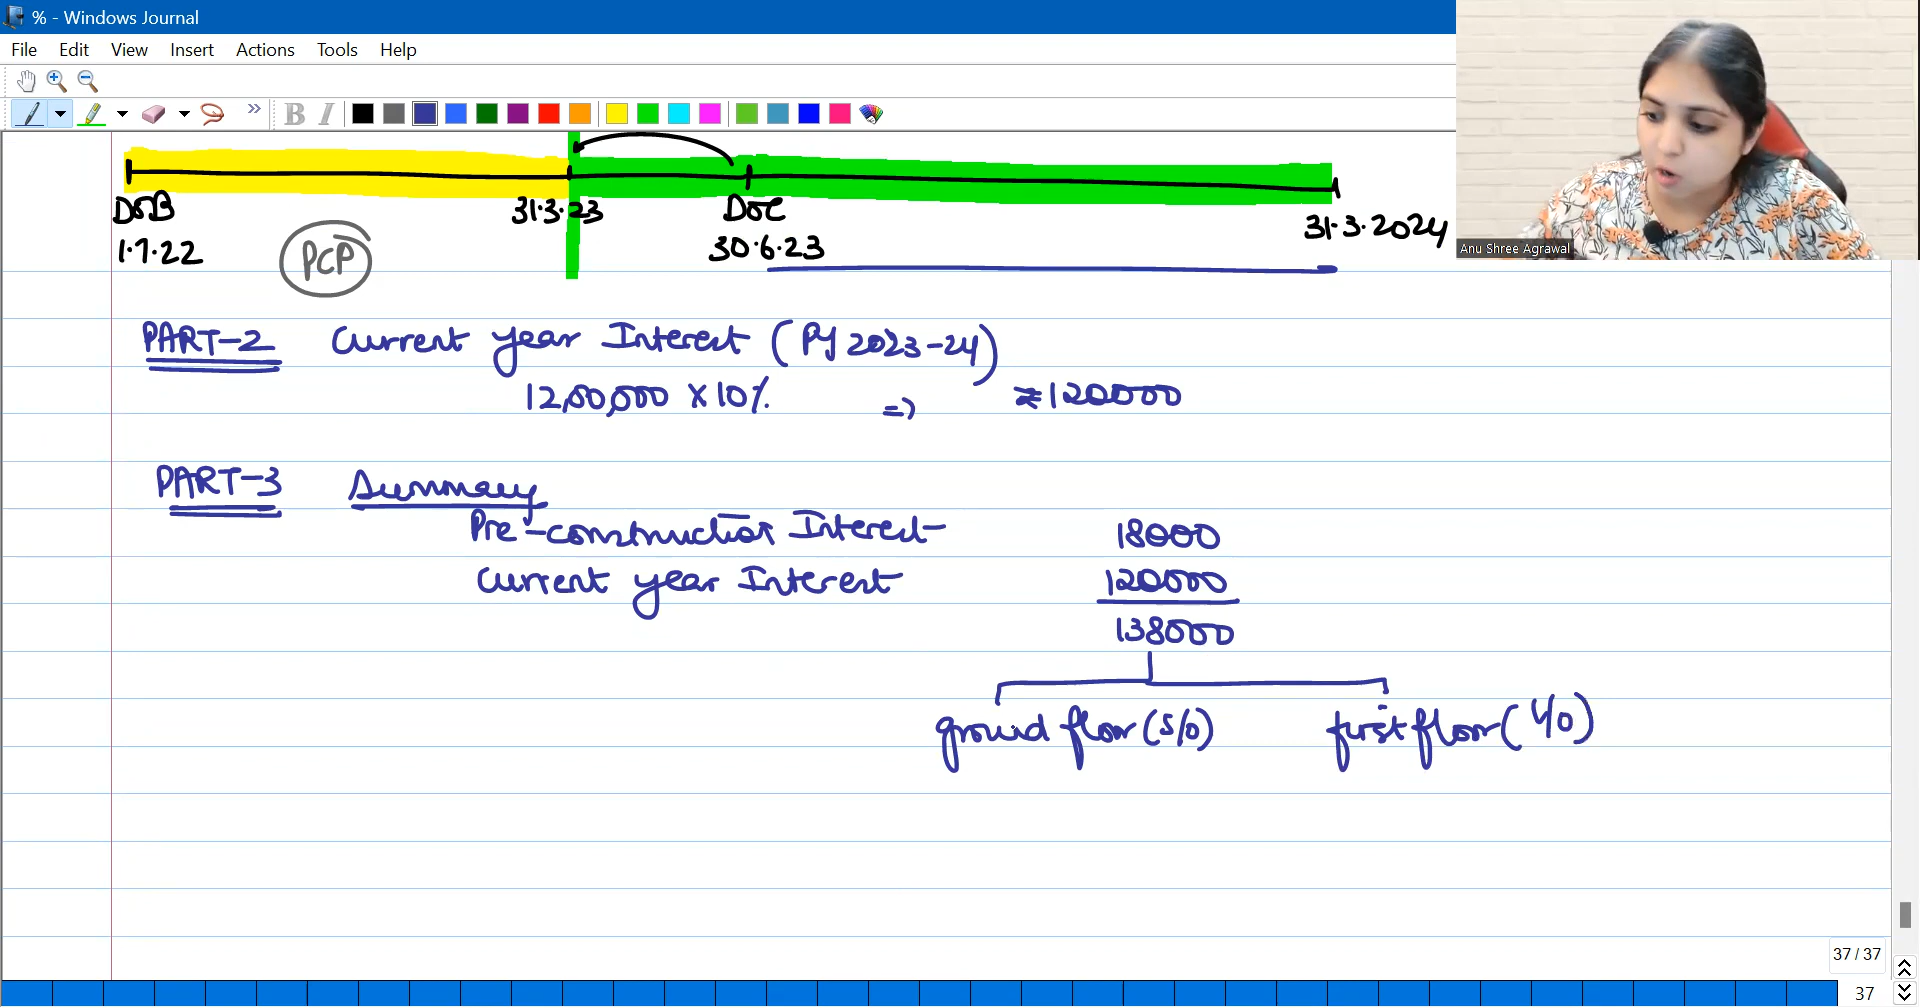 % - Windows Journal
File Edit View Insert Actions Tools Help
B I
Anu Shree Agrawal
DOB 31.3.23 DOC 31.3.2024
1.7.22 PCP 30.6.23
PART-2 Current year Interest (PY 2023-24)
12,00,000 x 10% => 120000
PART-3 Summary
Pre-construction Interest 18000
Current year Interest 120000
138000
ground floor (S/O) first floor (L/O)
37 / 37
37